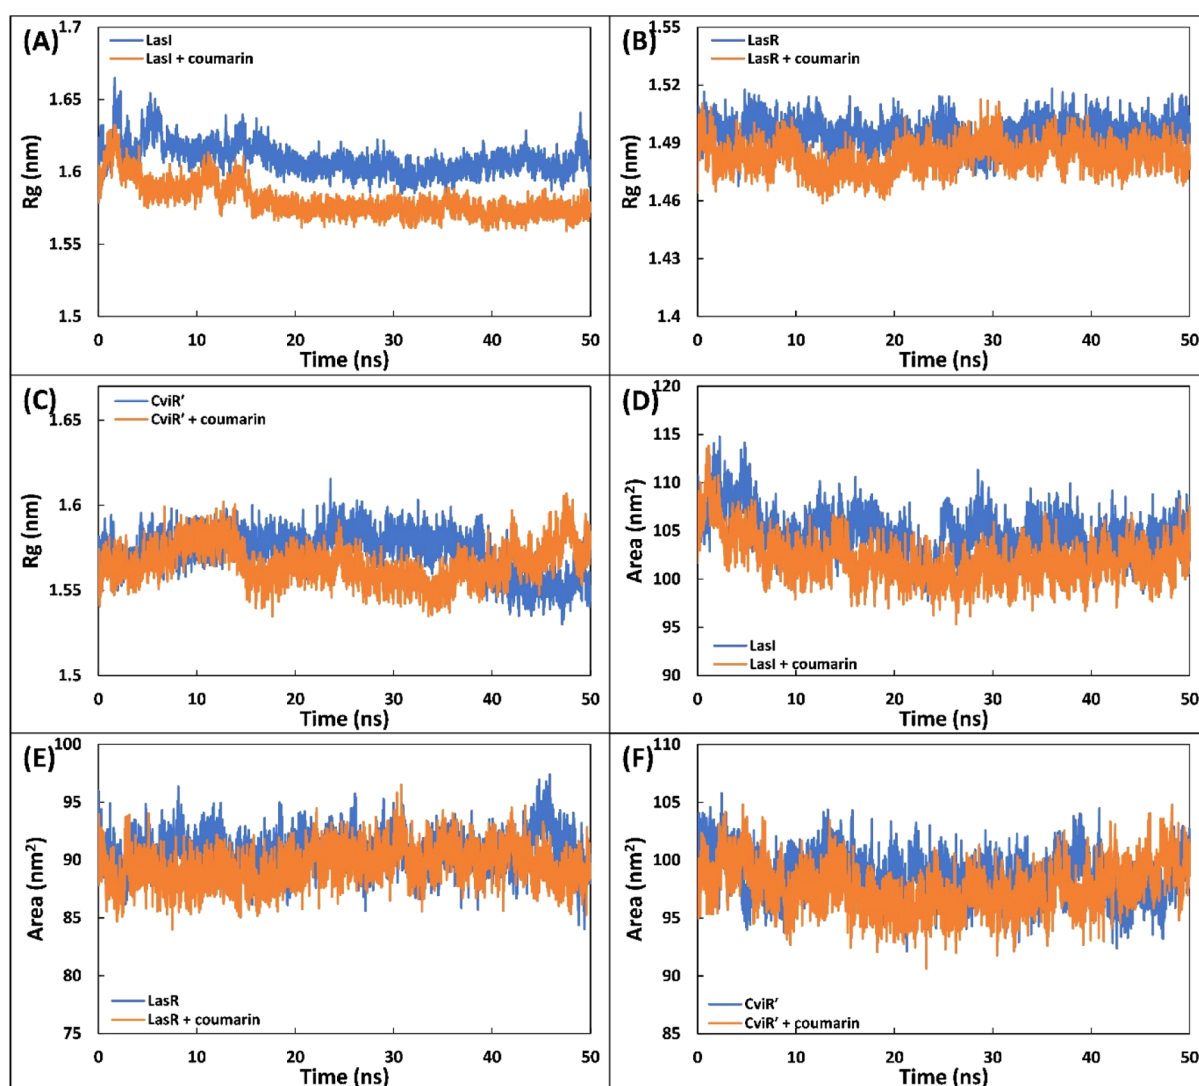 (A)
LasI
LasI + coumarin
1.7
1.65
1.6
1.55
1.5
Rg (nm)
0 10 20 30 40 50
Time (ns)
(B)
LasR
LasR + coumarin
1.55
1.52
1.49
1.46
1.43
1.4
Rg (nm)
0 10 20 30 40 50
Time (ns)
(C)
CviR’
CviR’ + coumarin
1.65
1.6
1.55
1.5
Rg (nm)
0 10 20 30 40 50
Time (ns)
(D)
120
115
110
105
100
95
90
Area (nm²)
LasI
LasI + coumarin
0 10 20 30 40 50
Time (ns)
(E)
100
95
90
85
80
75
Area (nm²)
LasR
LasR + coumarin
0 10 20 30 40 50
Time (ns)
(F)
110
105
100
95
90
85
Area (nm²)
CviR’
CviR’ + coumarin
0 10 20 30 40 50
Time (ns)